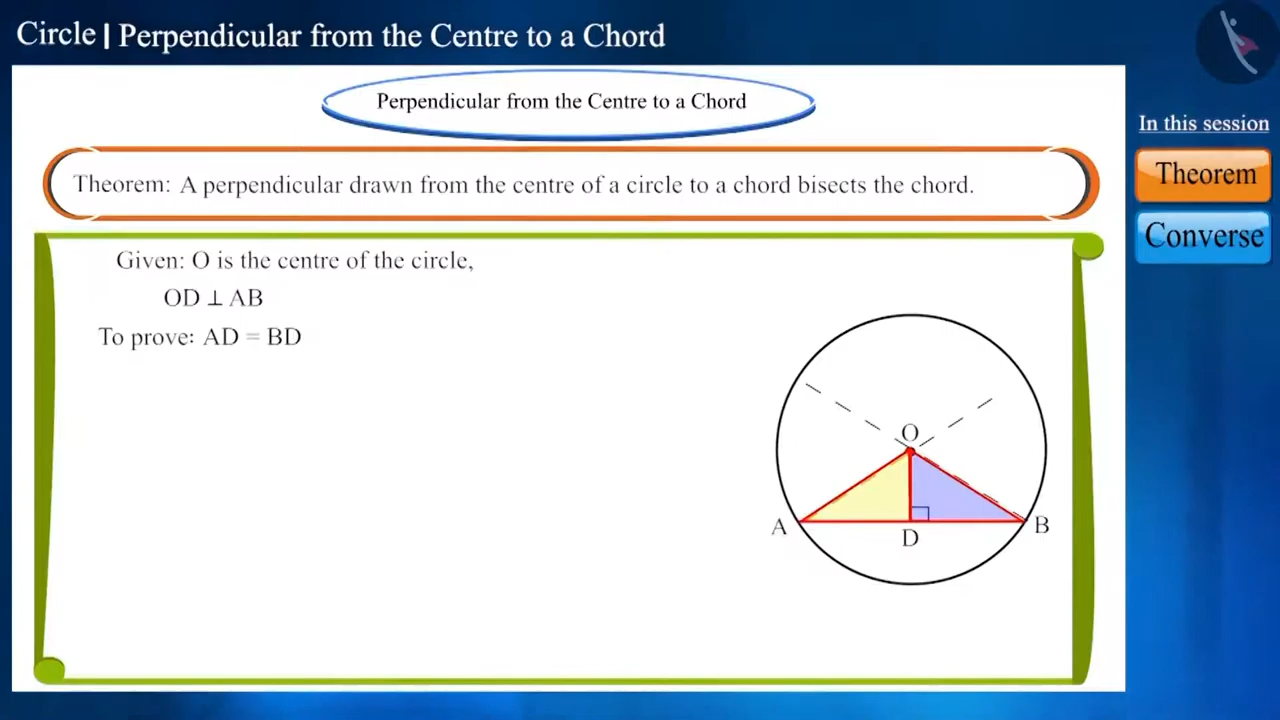 Circle | Perpendicular from the Centre to a Chord
Perpendicular from the Centre to a Chord
In this session
Theorem: A perpendicular drawn from the centre of a circle to a chord bisects the chord.
Theorem
Converse
Given: O is the centre of the circle,
OD ⊥ AB
To prove: AD = BD
O
A
B
D